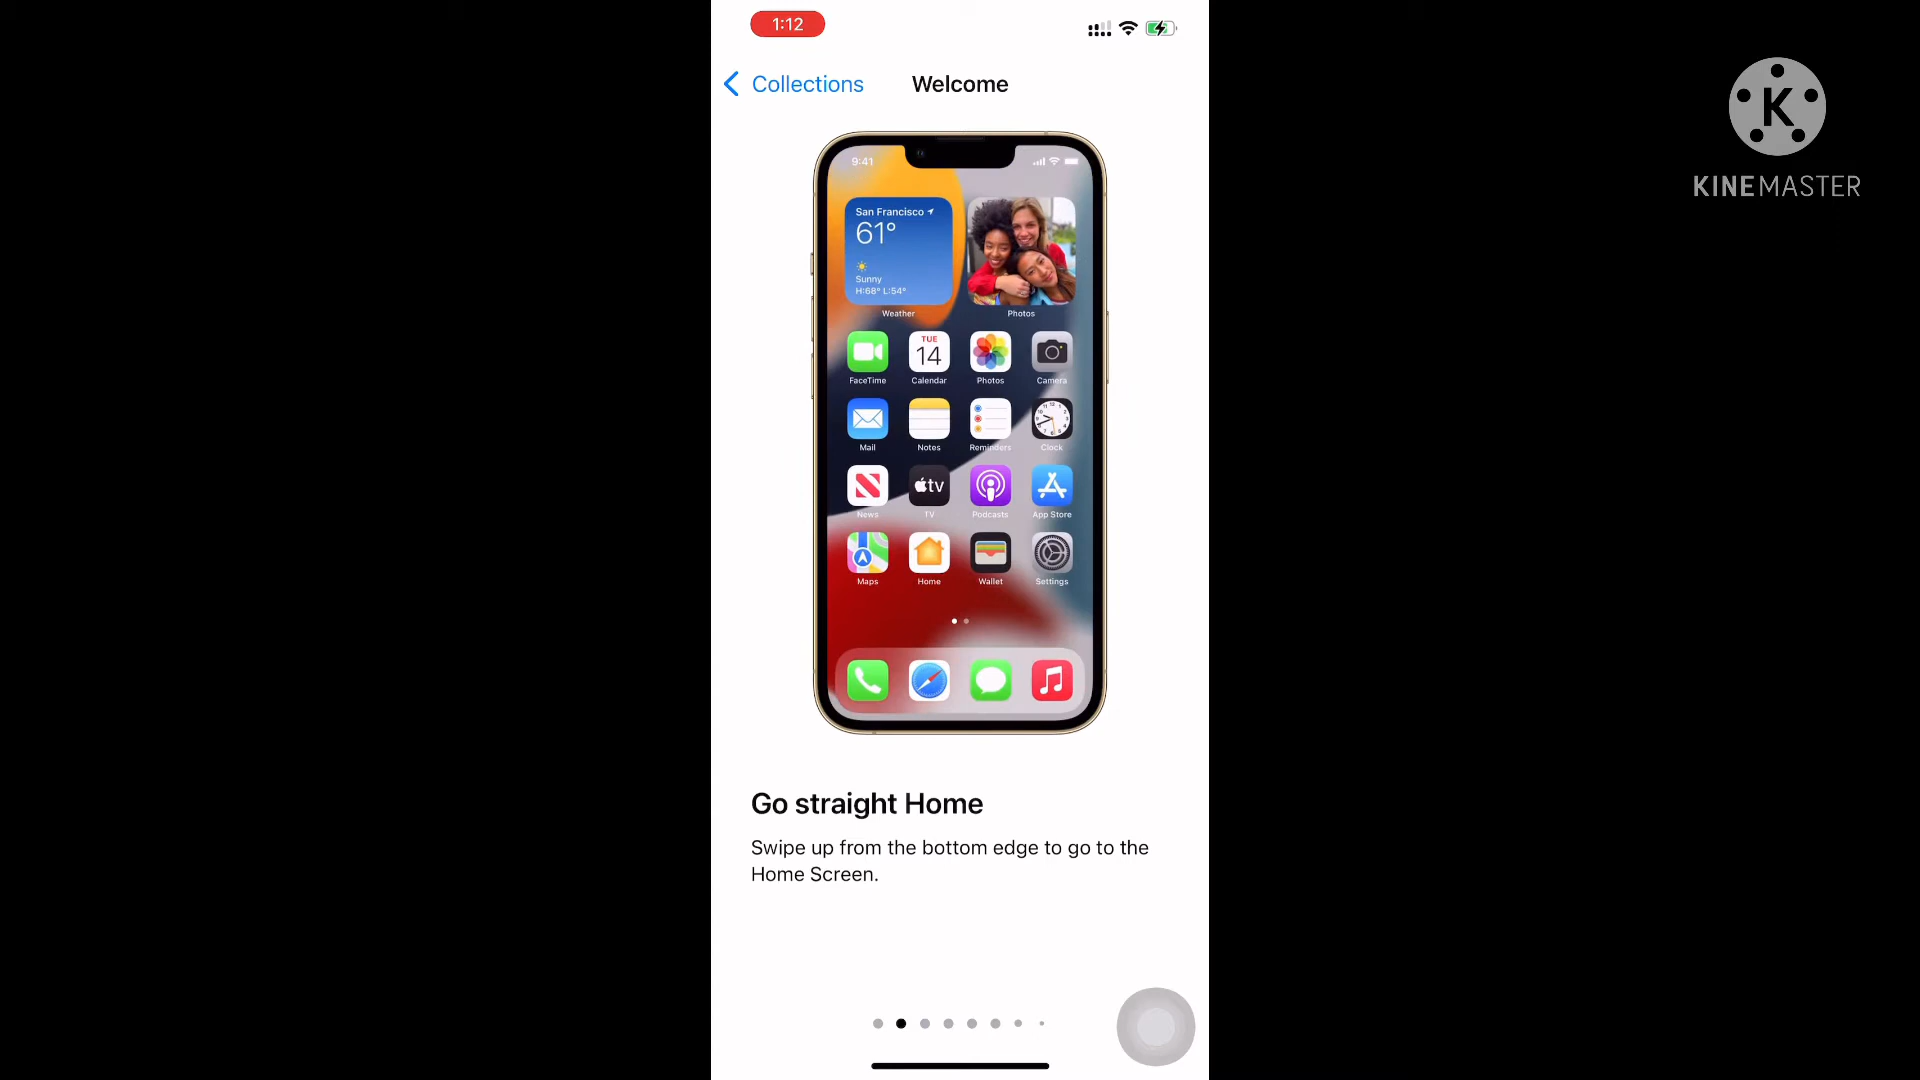 1:12
Collections
Welcome
K
KINEMASTER
9:41
San Francisco
61°
Sunny
H:68° L:54°
Weather
Photos
TUE
14
FaceTime
Calendar
Photos
Camera
Mail
Notes
Reminders
Clock
tv
News
TV
Podcasts
App Store
Maps
Home
Wallet
Settings
Go straight Home
Swipe up from the bottom edge to go to the
Home Screen.